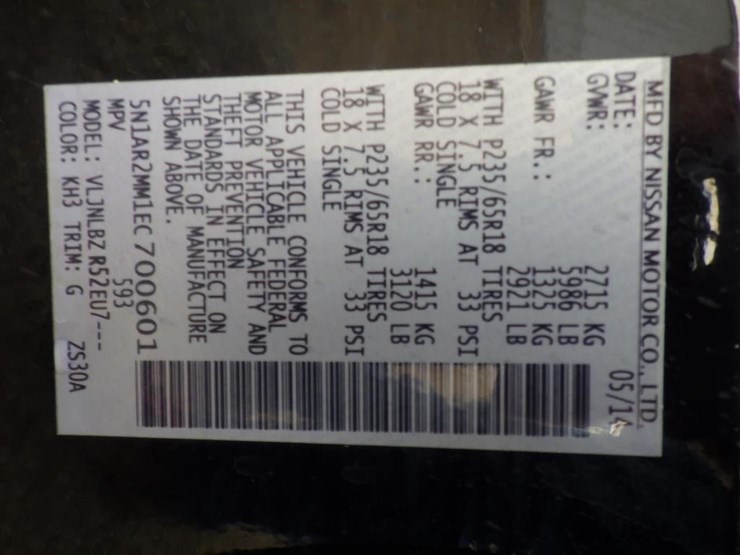 MFD BY NISSAN MOTOR CO., LTD.
DATE: 05/14
GVWR: 2715 KG
5986 LB
GAWR FR.: 1325 KG
2921 LB
WITH P235/65R18 TIRES
18 X 7.5 RIMS AT 33 PSI
COLD SINGLE
GAWR RR.: 1415 KG
3120 LB
WITH P235/65R18 TIRES
18 X 7.5 RIMS AT 33 PSI
COLD SINGLE
THIS VEHICLE CONFORMS TO
ALL APPLICABLE FEDERAL
MOTOR VEHICLE SAFETY AND
THEFT PREVENTION
STANDARDS IN EFFECT ON
THE DATE OF MANUFACTURE
SHOWN ABOVE.
5N1AR2MM1EC700601
MPV 593
MODEL: VLJNLBZ R52EU7---
COLOR: KH3 TRIM: G ZS30A